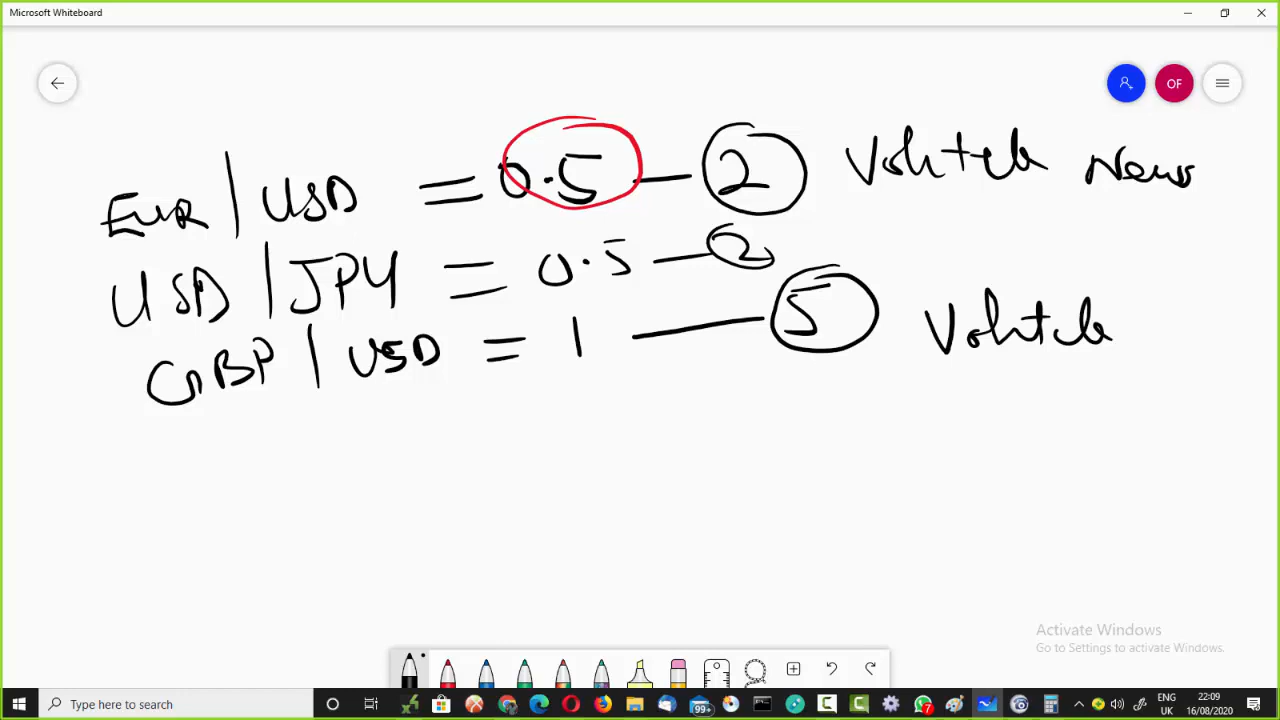 Microsoft Whiteboard
OF
EUR | USD = 0.5 — 2 Volatile News
USD | JPY = 0.5 — 2
GBP | USD = 1 — 5 Volatile
Activate Windows
Go to Settings to activate Windows.
Type here to search
99+
7
ENG
UK
22:09
16/08/2020